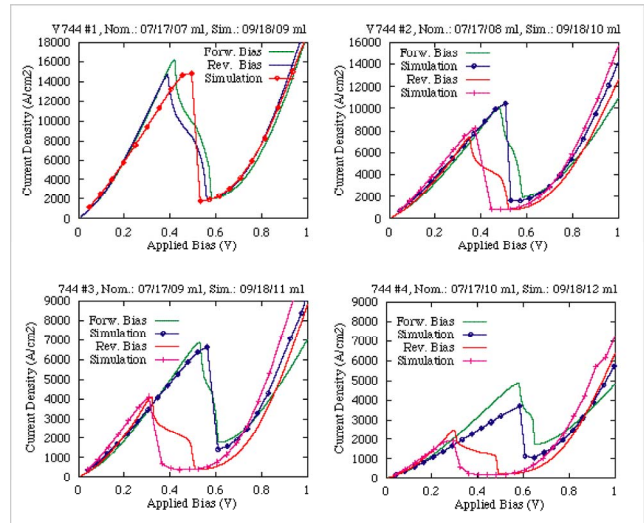 V744 #1, Nom.: 07/17/07 ml, Sim.: 09/18/09 ml
Current Density (A/cm2)
18000
16000
14000
12000
10000
8000
6000
4000
2000
0
Forw. Bias
Rev. Bias
Simulation
0 0.2 0.4 0.6 0.8 1
Applied Bias (V)
V744 #2, Nom.: 07/17/08 ml, Sim.: 09/18/10 ml
Current Density (A/cm2)
16000
14000
12000
10000
8000
6000
4000
2000
0
Forw. Bias
Simulation
Rev. Bias
Simulation
0 0.2 0.4 0.6 0.8 1
Applied Bias (V)
744 #3, Nom.: 07/17/09 ml, Sim.: 09/18/11 ml
Current Density (A/cm2)
9000
8000
7000
6000
5000
4000
3000
2000
1000
0
Forw. Bias
Simulation
Rev. Bias
Simulation
0 0.2 0.4 0.6 0.8 1
Applied Bias (V)
744 #4, Nom.: 07/17/10 ml, Sim.: 09/18/12 ml
Current Density (A/cm2)
9000
8000
7000
6000
5000
4000
3000
2000
1000
0
Forw. Bias
Simulation
Rev. Bias
Simulation
0 0.2 0.4 0.6 0.8 1
Applied Bias (V)